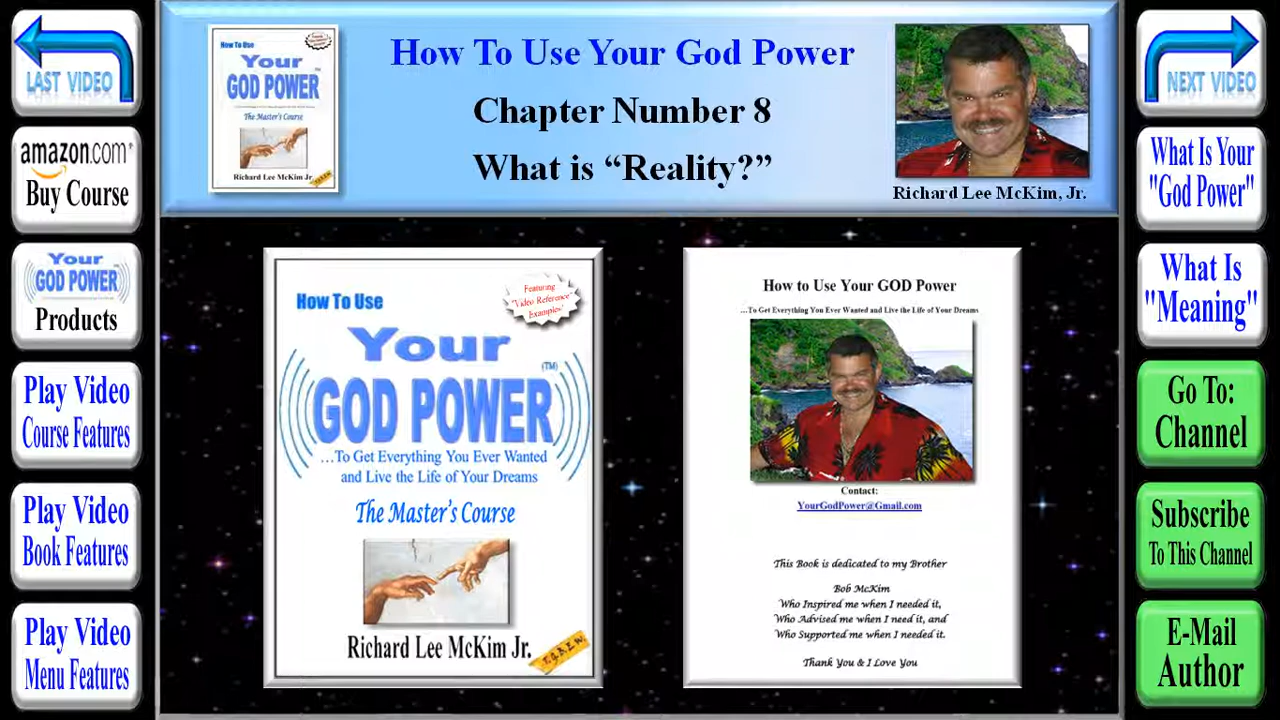 LAST VIDEO
amazon.com
Buy Course
Your
GOD POWER
Products
Play Video
Course Features
Play Video
Book Features
Play Video
Menu Features
How To Use
Your
GOD POWER
The Master's Course
Richard Lee McKim Jr.
How To Use Your God Power
Chapter Number 8
What is “Reality?”
Richard Lee McKim, Jr.
How To Use
Featuring
"Video Reference
Examples"
Your
(TM)
GOD POWER
…To Get Everything You Ever Wanted
and Live the Life of Your Dreams
The Master's Course
Richard Lee McKim Jr.
How to Use Your GOD Power
…To Get Everything You Ever Wanted and Live the Life of Your Dreams
Contact:
YourGodPower@Gmail.com
This Book is dedicated to my Brother
Bob McKim
Who Inspired me when I needed it,
Who Advised me when I need it, and
Who Supported me when I needed it.
Thank You & I Love You
NEXT VIDEO
What Is Your
"God Power"
What Is
"Meaning"
Go To:
Channel
Subscribe
To This Channel
E-Mail
Author